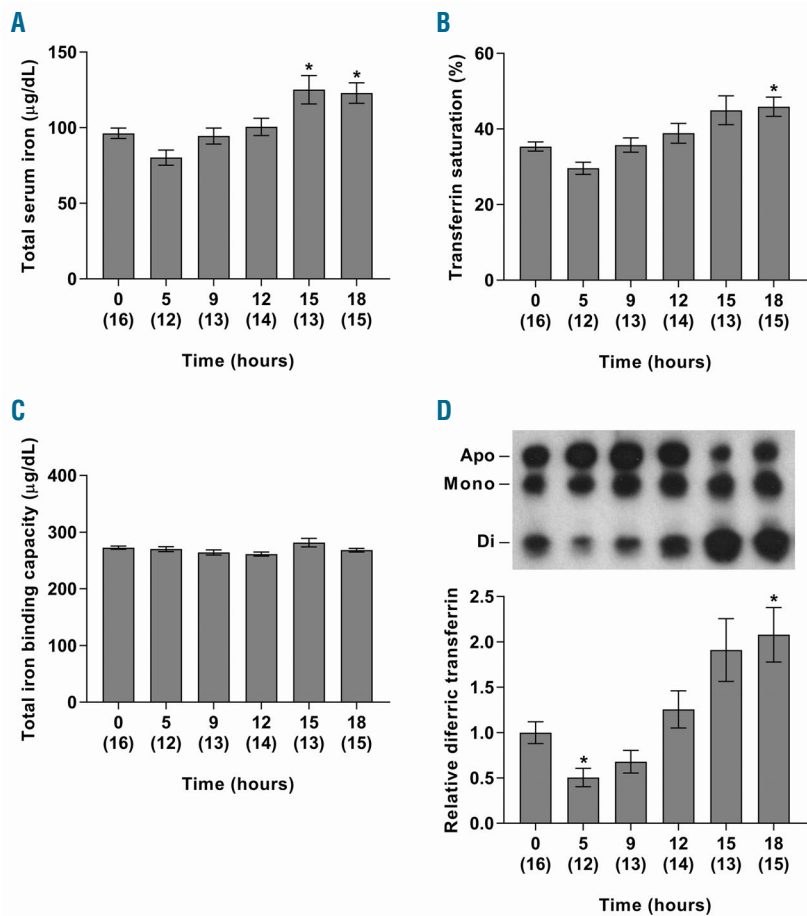 A
Total serum iron (μg/dL)
150
100
50
0
*
*
0 5 9 12 15 18
(16) (12) (13) (14) (13) (15)
Time (hours)
B
Transferrin saturation (%)
60
40
20
0
*
0 5 9 12 15 18
(16) (12) (13) (14) (13) (15)
Time (hours)
C
Total iron binding capacity (μg/dL)
400
300
200
100
0
0 5 9 12 15 18
(16) (12) (13) (14) (13) (15)
Time (hours)
D
Apo
Mono
Di
Relative diferric transferrin
2.5
2.0
1.5
1.0
0.5
0.0
*
*
0 5 9 12 15 18
(16) (12) (13) (14) (13) (15)
Time (hours)